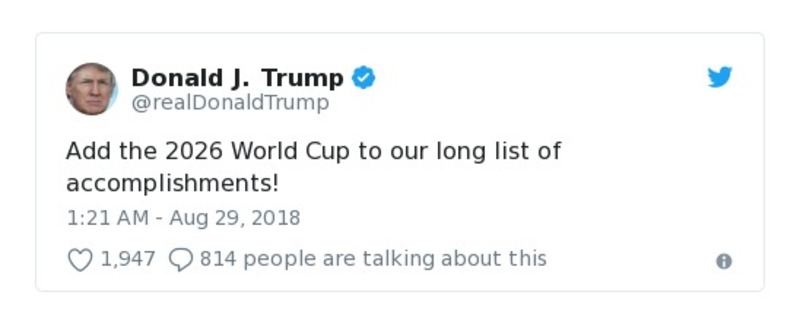 Donald J. Trump
@realDonaldTrump
Add the 2026 World Cup to our long list of
accomplishments!
1:21 AM - Aug 29, 2018
1,947 814 people are talking about this